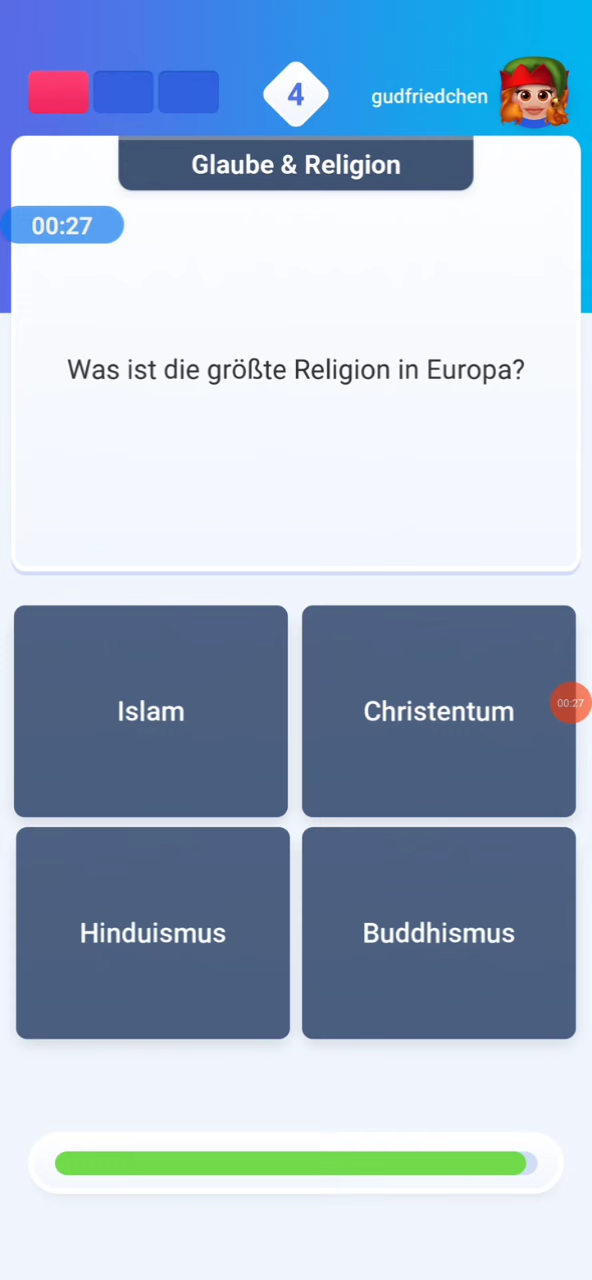 4
gudfriedchen
Glaube & Religion
00:27
Was ist die größte Religion in Europa?
Islam
Christentum
00:27
Hinduismus
Buddhismus